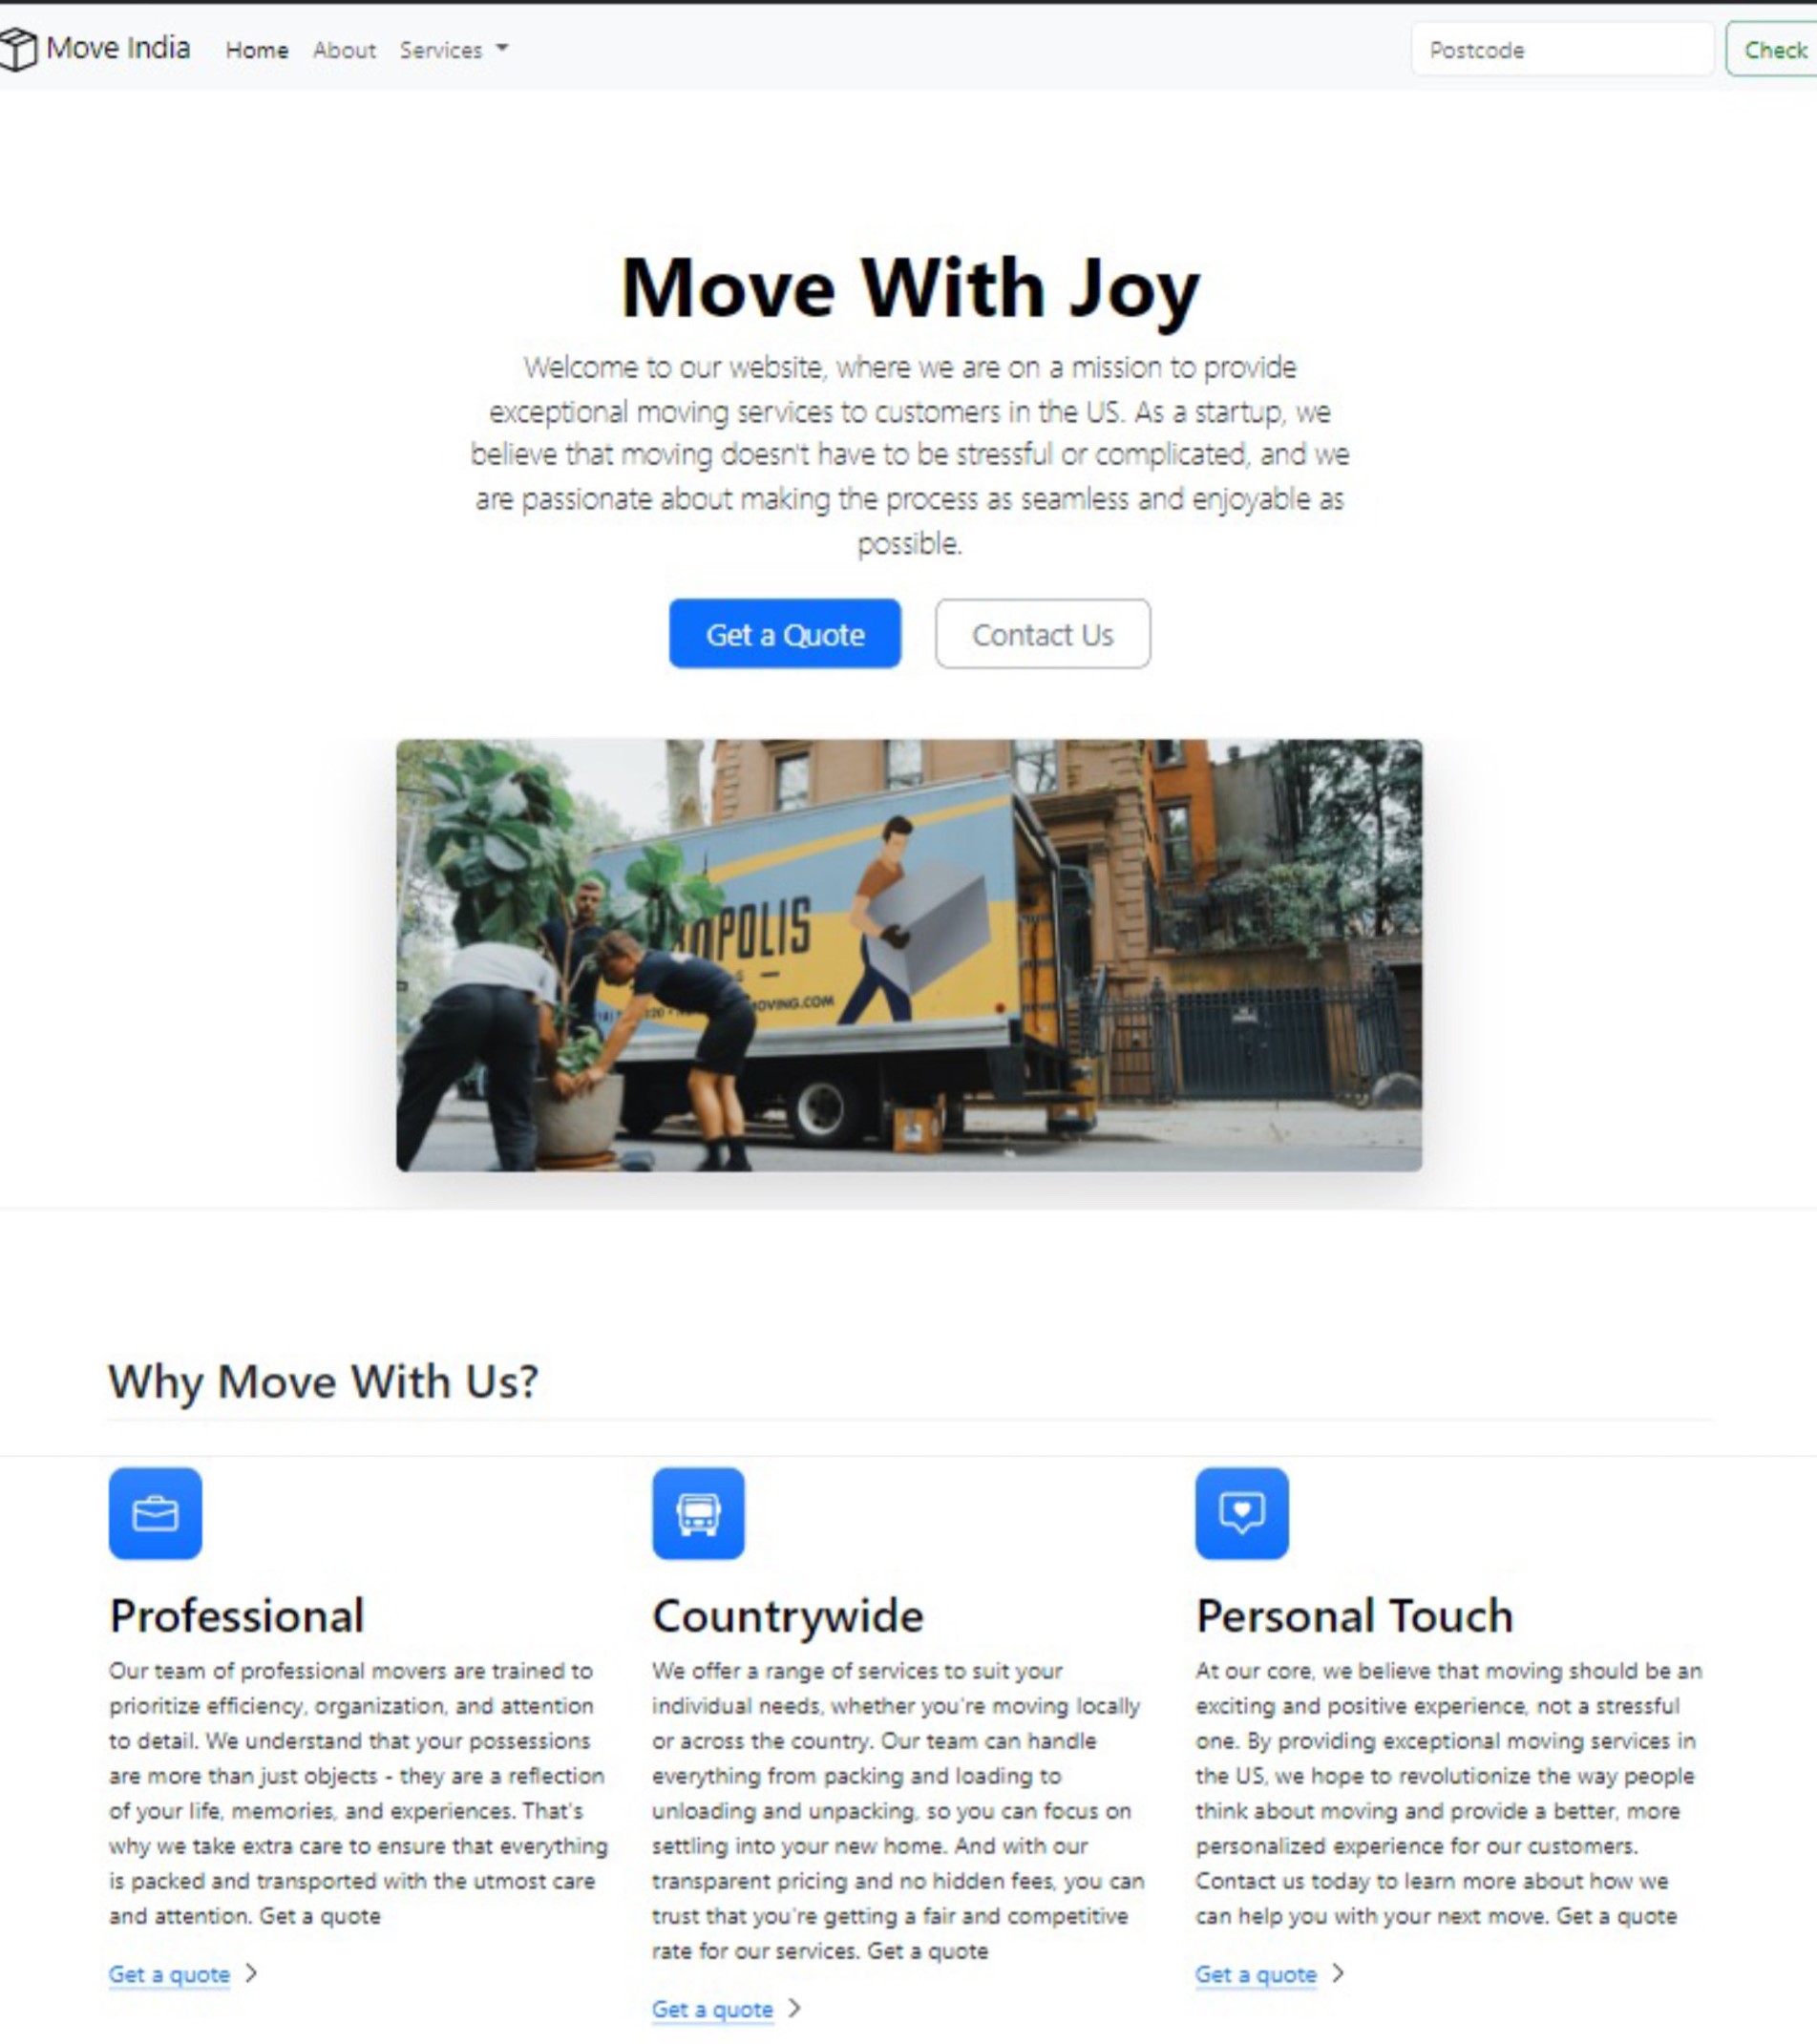 Move India Home About Services Postcode Check
Move With Joy
Welcome to our website, where we are on a mission to provide
exceptional moving services to customers in the US. As a startup, we
believe that moving doesn't have to be stressful or complicated, and we
are passionate about making the process as seamless and enjoyable as
possible.
Get a Quote Contact Us
OPOLIS
OVING.COM
Why Move With Us?
Professional
Our team of professional movers are trained to
prioritize efficiency, organization, and attention
to detail. We understand that your possessions
are more than just objects - they are a reflection
of your life, memories, and experiences. That's
why we take extra care to ensure that everything
is packed and transported with the utmost care
and attention. Get a quote
Get a quote
Countrywide
We offer a range of services to suit your
individual needs, whether you're moving locally
or across the country. Our team can handle
everything from packing and loading to
unloading and unpacking, so you can focus on
settling into your new home. And with our
transparent pricing and no hidden fees, you can
trust that you're getting a fair and competitive
rate for our services. Get a quote
Get a quote
Personal Touch
At our core, we believe that moving should be an
exciting and positive experience, not a stressful
one. By providing exceptional moving services in
the US, we hope to revolutionize the way people
think about moving and provide a better, more
personalized experience for our customers.
Contact us today to learn more about how we
can help you with your next move. Get a quote
Get a quote